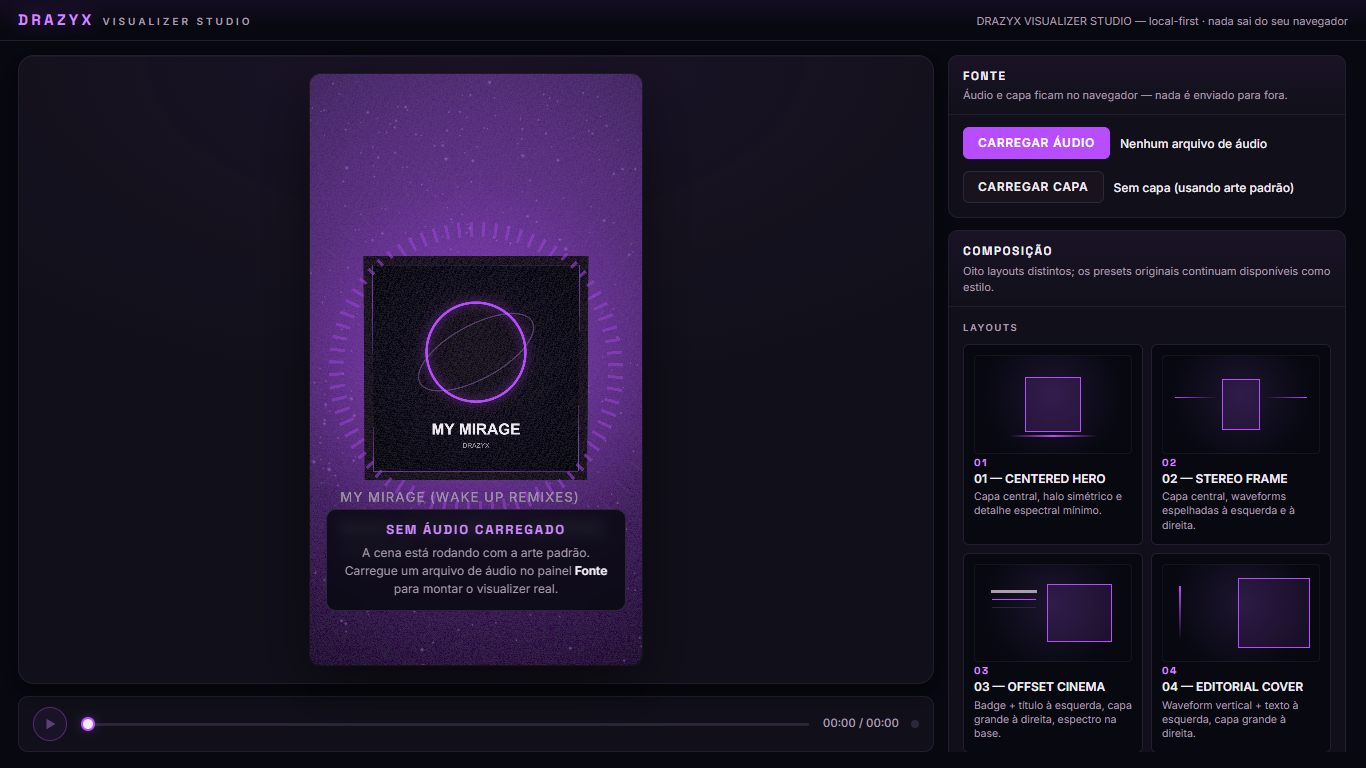 DRAZYX VISUALIZER STUDIO
DRAZYX VISUALIZER STUDIO — local-first · nada sai do seu navegador
MY MIRAGE
DRAZYX
MY MIRAGE (WAKE UP REMIXES)
SEM ÁUDIO CARREGADO
A cena está rodando com a arte padrão.
Carregue um arquivo de áudio no painel Fonte
para montar o visualizer real.
00:00 / 00:00
FONTE
Áudio e capa ficam no navegador — nada é enviado para fora.
CARREGAR ÁUDIO Nenhum arquivo de áudio
CARREGAR CAPA Sem capa (usando arte padrão)
COMPOSIÇÃO
Oito layouts distintos; os presets originais continuam disponíveis como
estilo.
LAYOUTS
01
01 — CENTERED HERO
Capa central, halo simétrico e
detalhe espectral mínimo.
02
02 — STEREO FRAME
Capa central, waveforms
espelhadas à esquerda e à
direita.
03
03 — OFFSET CINEMA
Badge + título à esquerda, capa
grande à direita, espectro na
base.
04
04 — EDITORIAL COVER
Waveform vertical + texto à
esquerda, capa grande à
direita.